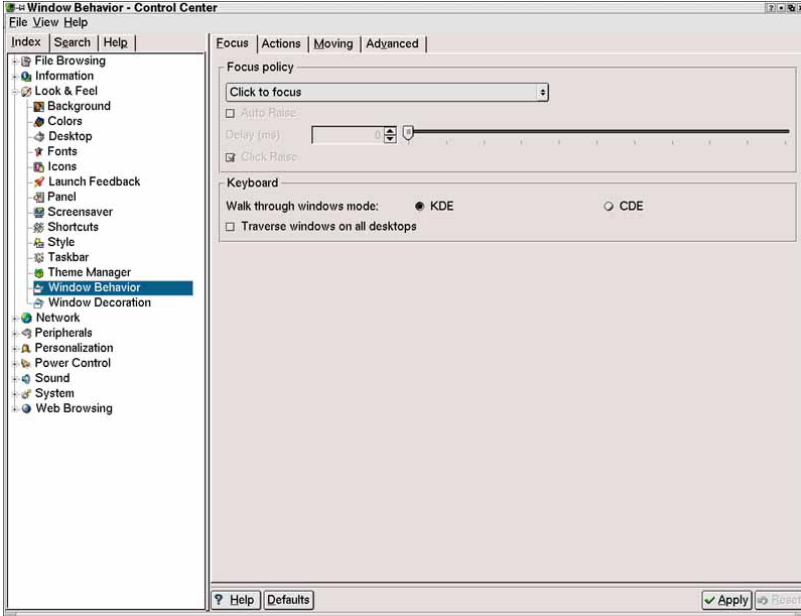 Window Behavior - Control Center
File View Help
Index Search Help
File Browsing
Information
Look & Feel
Background
Colors
Desktop
Fonts
Icons
Launch Feedback
Panel
Screensaver
Shortcuts
Style
Taskbar
Theme Manager
Window Behavior
Window Decoration
Network
Peripherals
Personalization
Power Control
Sound
System
Web Browsing
Focus Actions Moving Advanced
Focus policy
Click to focus
Auto Raise
Delay (ms) 0
Click Raise
Keyboard
Walk through windows mode: KDE CDE
Traverse windows on all desktops
? Help Defaults Apply Reset